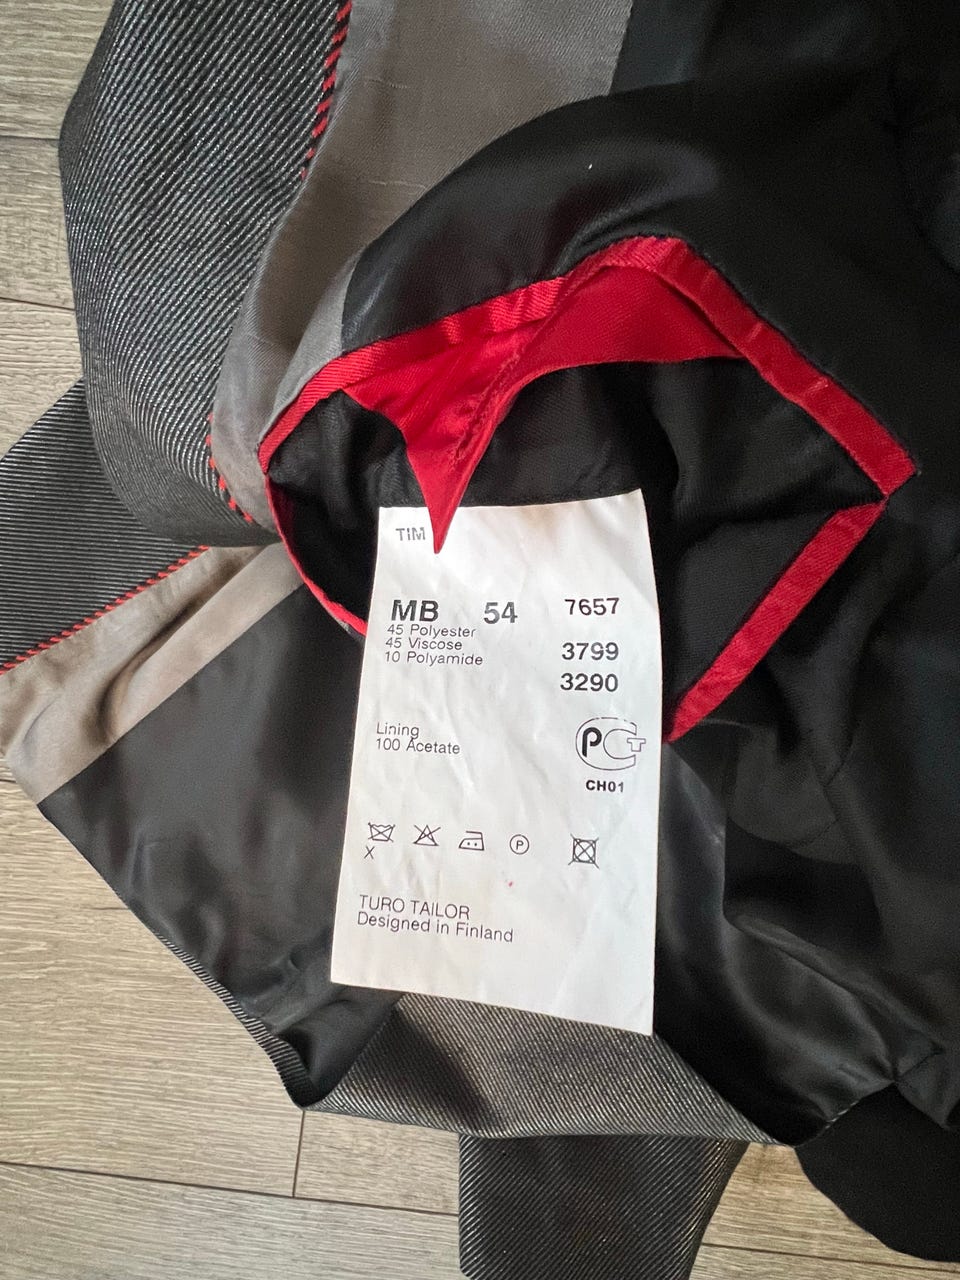 TIM
MB 54 7657
45 Polyester
45 Viscose 3799
10 Polyamide
3290
Lining
100 Acetate
РСТ
CH01
P
X
TURO TAILOR
Designed in Finland